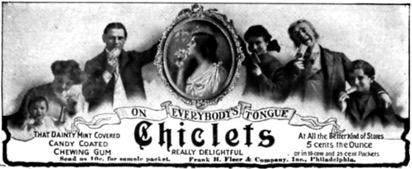 ON EVERYBODY'S TONGUE
THAT DAINTY MINT COVERED
CANDY COATED
CHEWING GUM
Chiclets
REALLY DELIGHTFUL
At All the Better Kind of Stores
5 cents the Ounce
or in 10 cent and 25 cent Packets
Send us 10c. for sample packet. Frank H. Fleer & Company, Inc., Philadelphia.